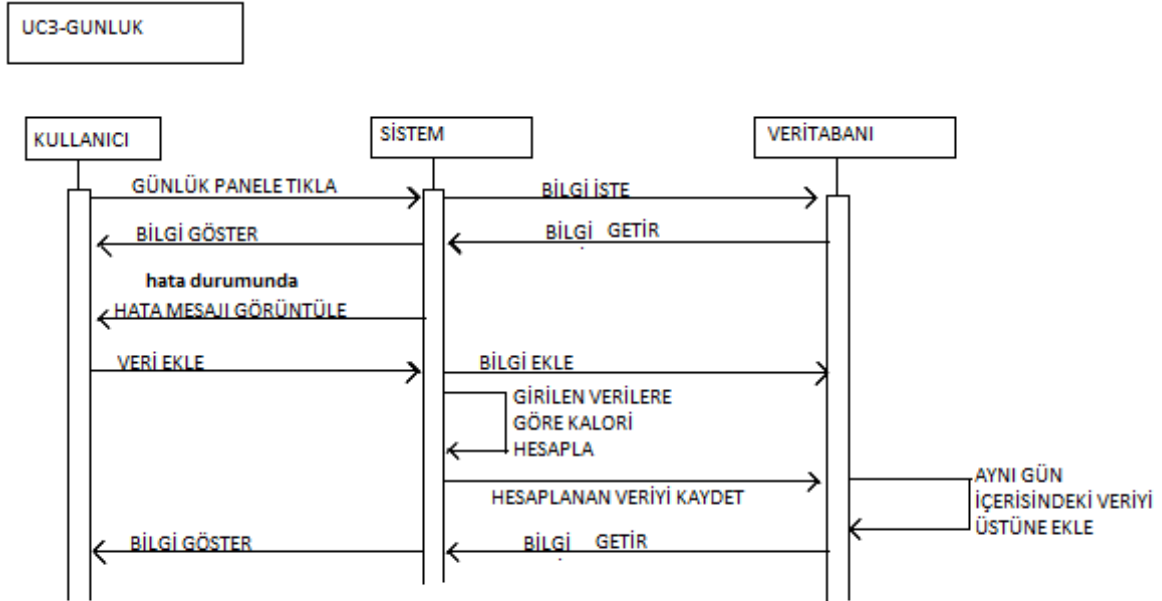 UC3-GUNLUK
KULLANICI
SİSTEM
VERİTABANI
GÜNLÜK PANELE TIKLA
BİLGİ İSTE
BİLGİ GÖSTER
BİLGİ GETİR
hata durumunda
HATA MESAJI GÖRÜNTÜLE
VERİ EKLE
BİLGİ EKLE
GİRİLEN VERİLERE
GÖRE KALORİ
HESAPLA
HESAPLANAN VERİYİ KAYDET
AYNI GÜN
İÇERİSİNDEKİ VERİYİ
ÜSTÜNE EKLE
BİLGİ GÖSTER
BİLGİ GETİR